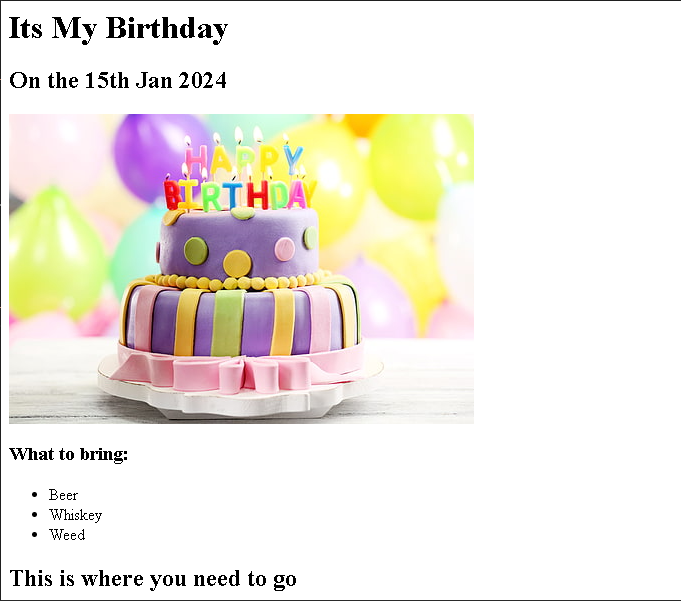 Its My Birthday
On the 15th Jan 2024
HAPPY
BIRTHDAY
What to bring:
Beer
Whiskey
Weed
This is where you need to go